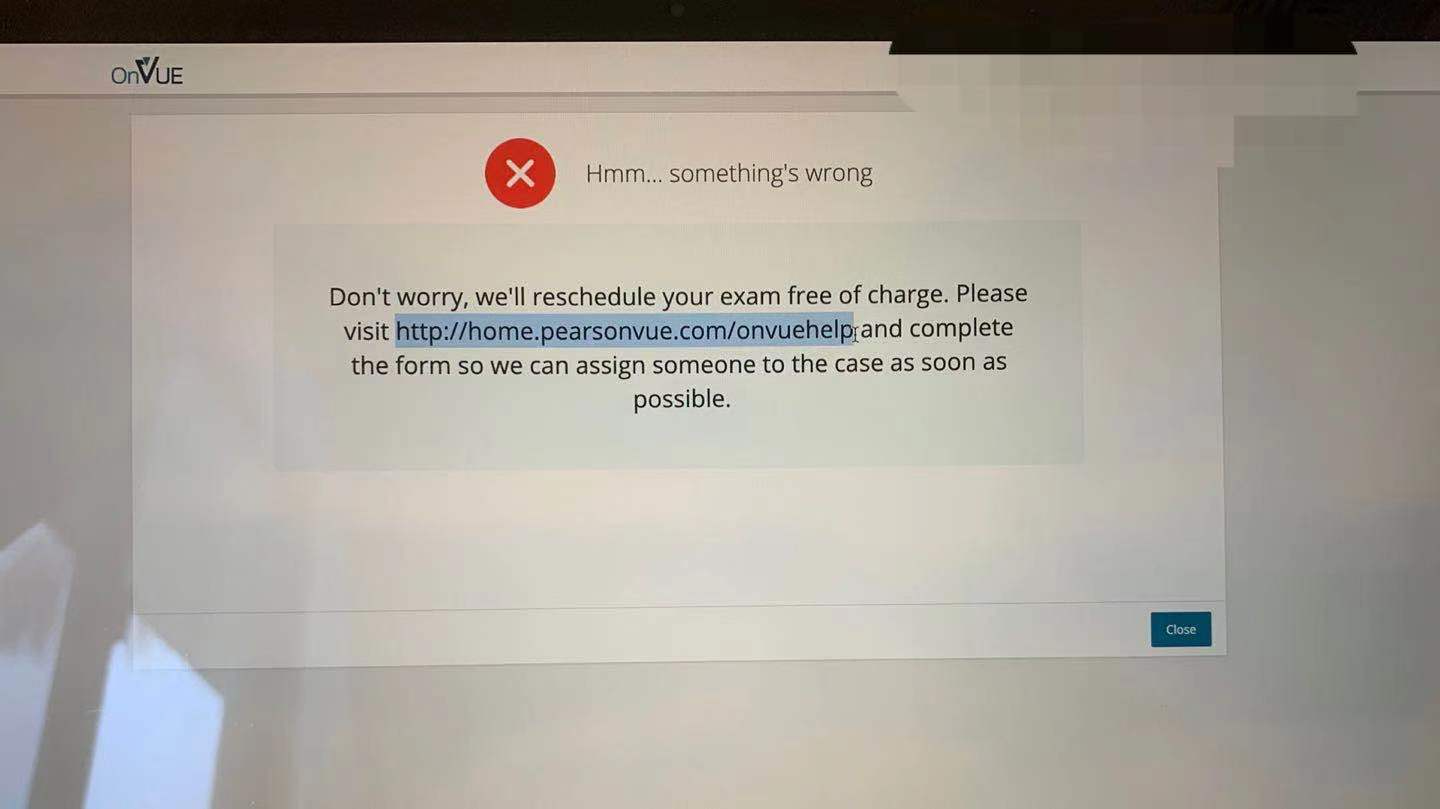 OnVUE
Hmm... something's wrong
Don't worry, we'll reschedule your exam free of charge. Please
visit http://home.pearsonvue.com/onvuehelp and complete
the form so we can assign someone to the case as soon as
possible.
Close